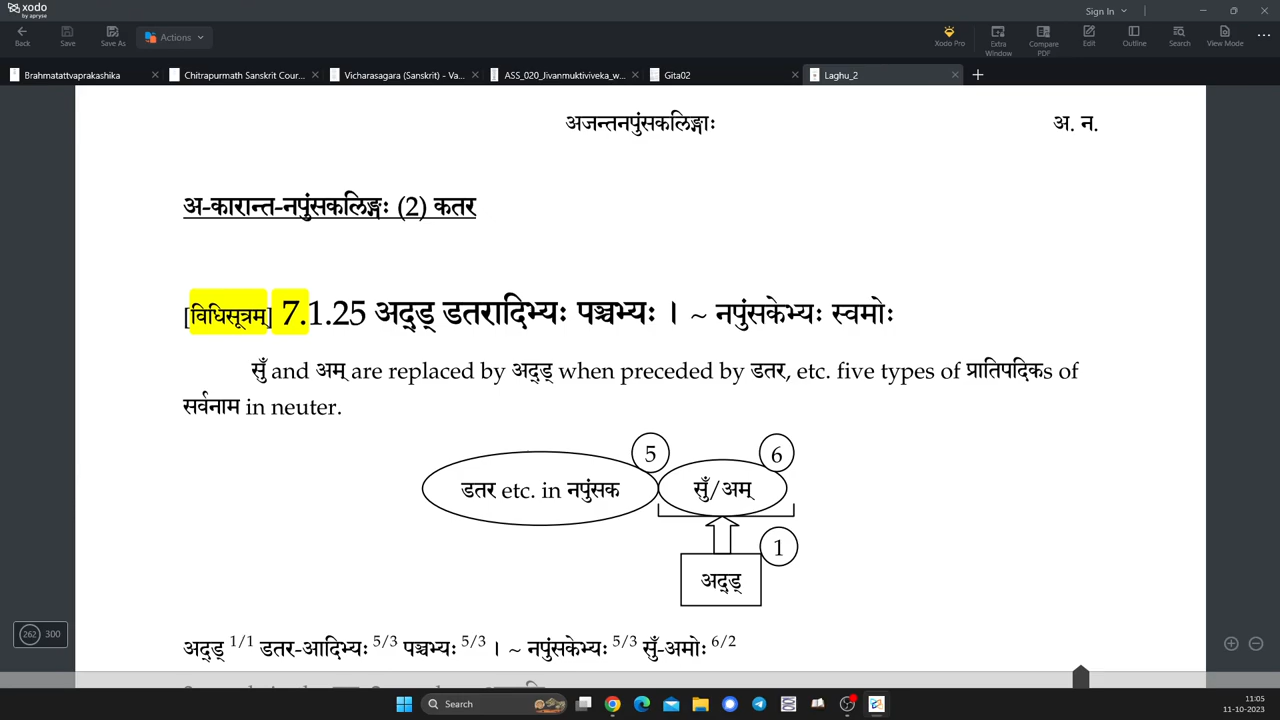 xodo
by apryse
Sign In
Back
Save
Save As
Actions
Xodo Pro
Extra Window
Compare PDF
Edit
Outline
Search
View Mode
Brahmatattvaprakashika
Chitrapurmath Sanskrit Cour...
Vicharasagara (Sanskrit) - Va...
ASS_020_Jivanmuktiviveka_w...
Gita02
Laghu_2
अजन्तनपुंसकलिङ्गाः अ. न.
अ-कारान्त-नपुंसकलिङ्गः (2) कतर
[विधिसूत्रम्] 7.1.25 अद्ड् डतरादिभ्यः पञ्चभ्यः । ~ नपुंसकेभ्यः स्वमोः
सुँ and अम् are replaced by अद्ड् when preceded by डतर, etc. five types of प्रातिपदिकs of
सर्वनाम in neuter.
5 6
डतर etc. in नपुंसक सुँ/अम्
1
अद्ड्
262 300
अद्ड् 1/1 डतर-आदिभ्यः 5/3 पञ्चभ्यः 5/3 । ~ नपुंसकेभ्यः 5/3 सुँ-अमोः 6/2
Search
11:05
11-10-2023